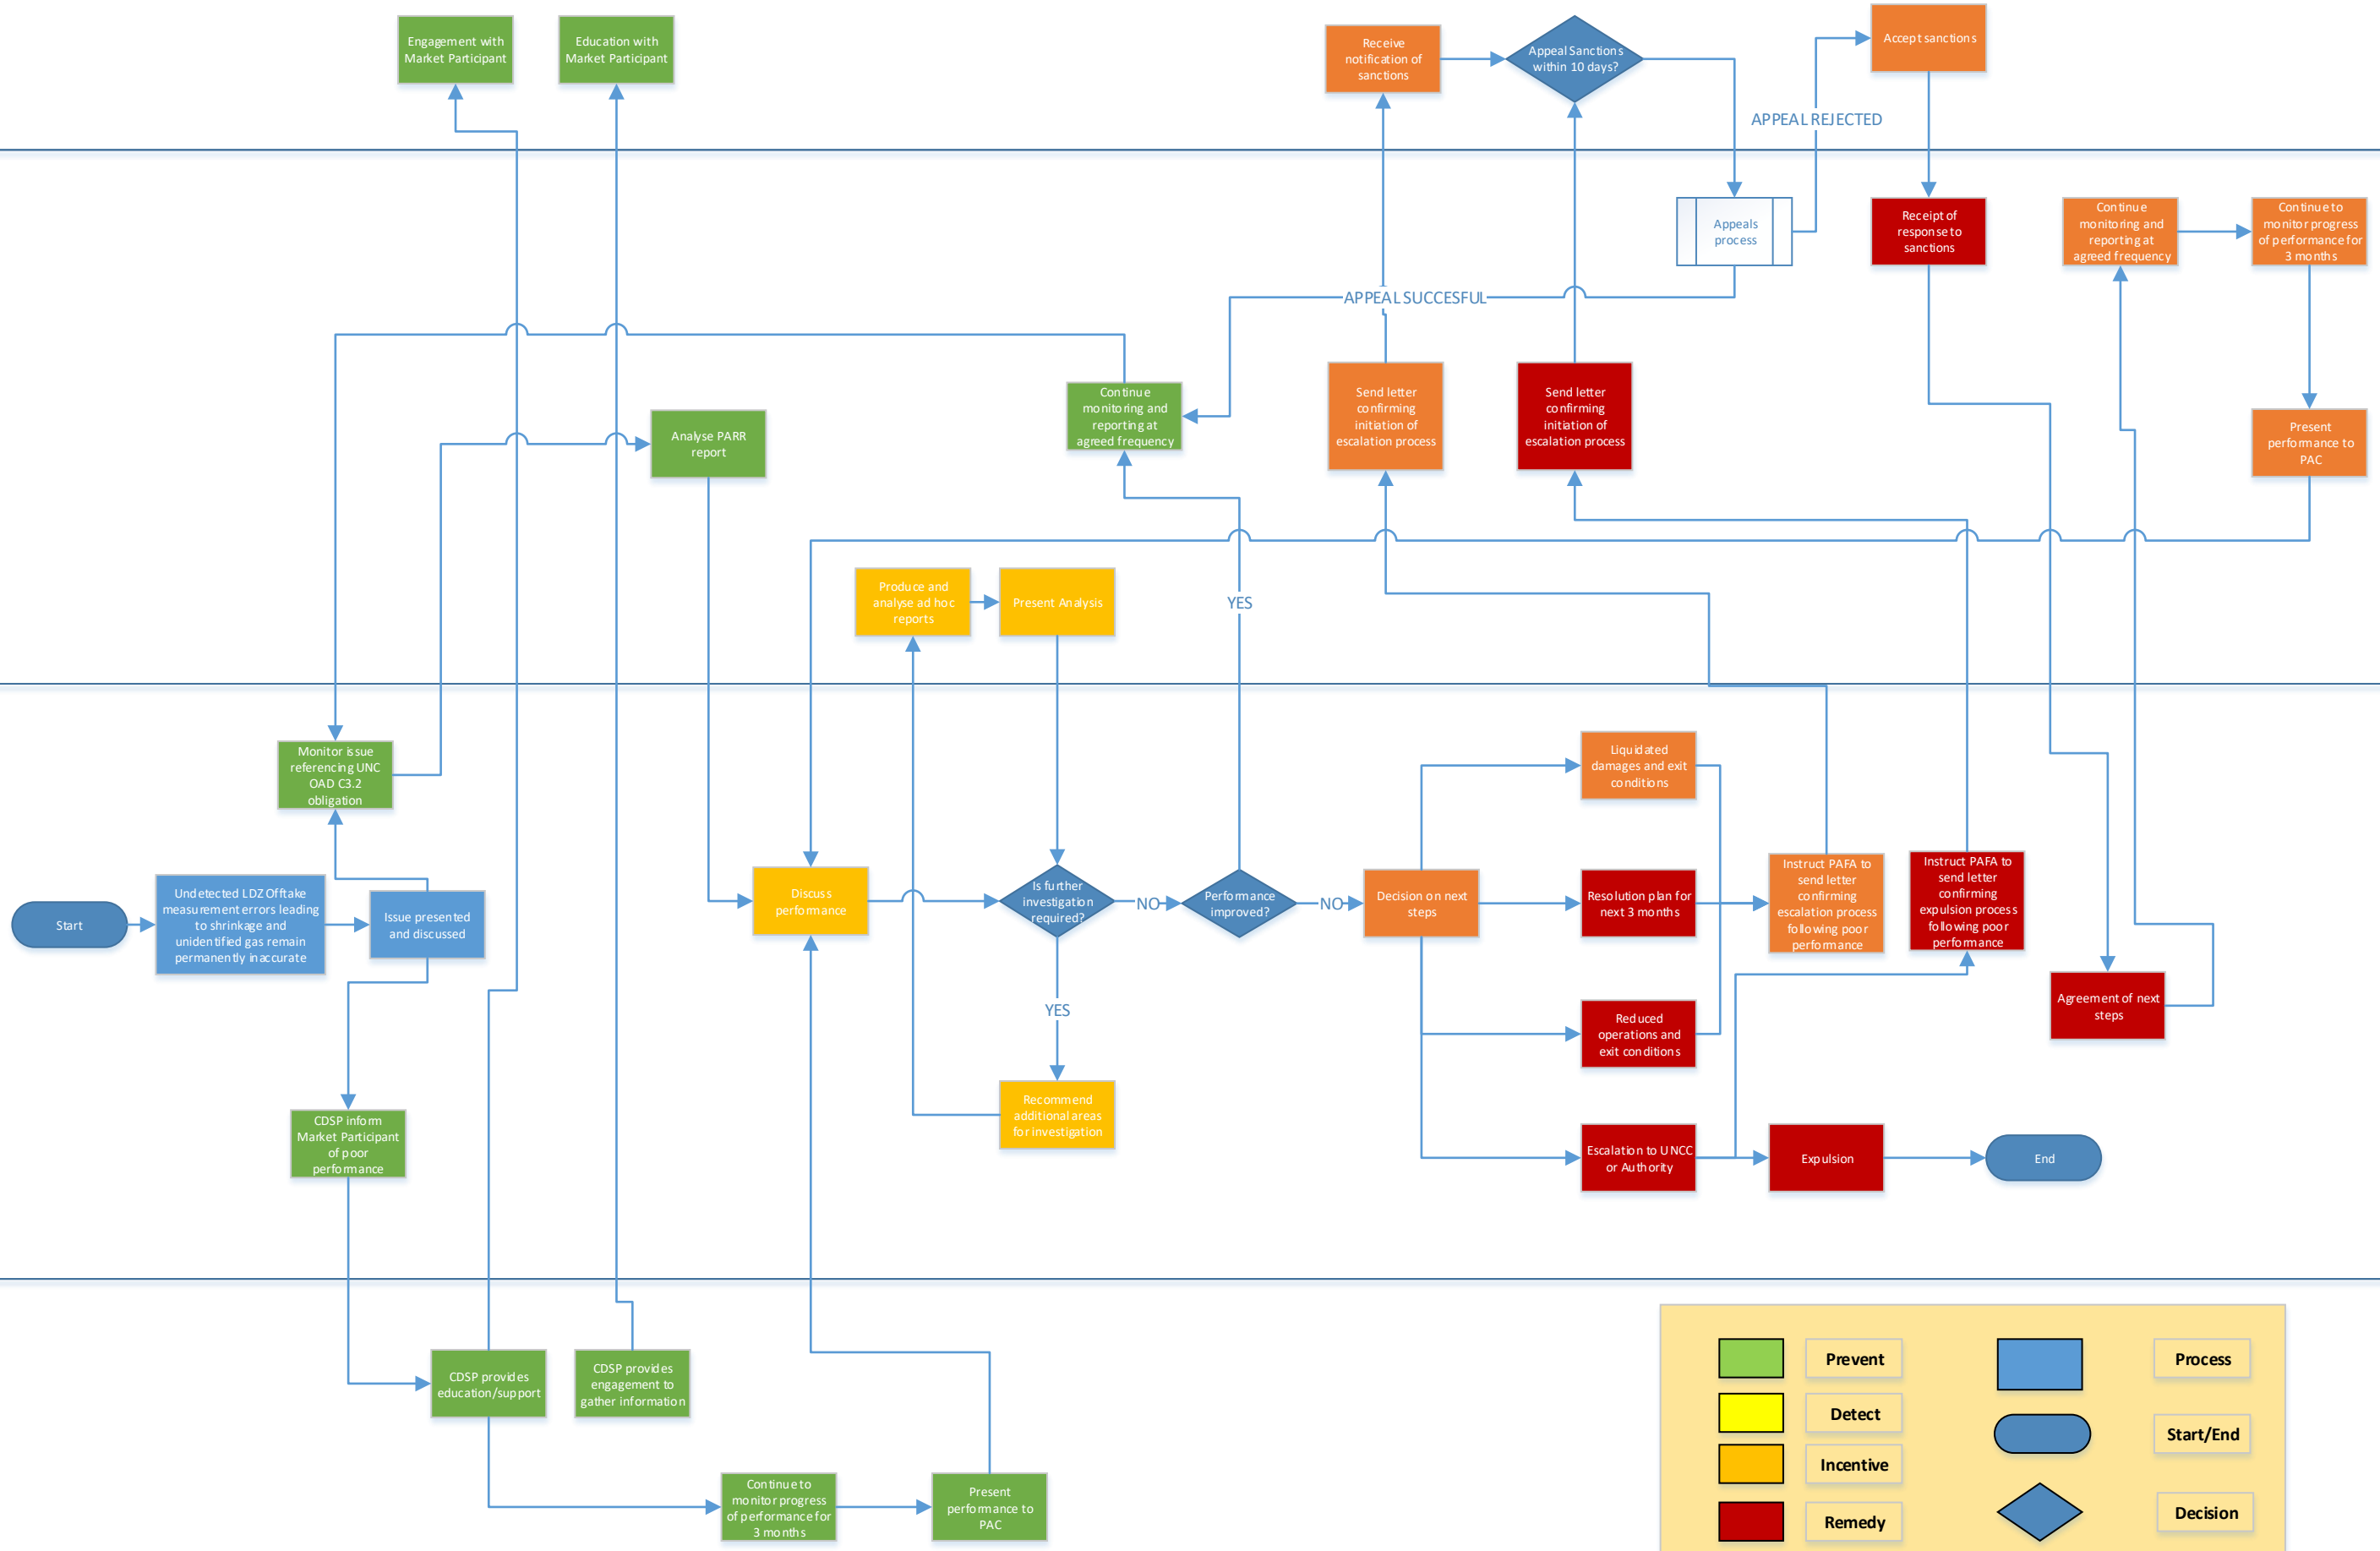 Engagement with
Market Participant
Education with
Market Participant
Receive
notification of
sanctions
Appeal Sanctions
within 10 days?
Accept sanctions
APPEAL REJECTED
Appeals
process
Receipt of
response to
sanctions
Continue
monitoring and
reporting at
agreed frequency
Continue to
monitor progress
of performance for
3 months
APPEAL SUCCESFUL
Continue
monitoring and
reporting at
agreed frequency
Send letter
confirming
initiation of
escalation process
Send letter
confirming
initiation of
escalation process
Analyse PARR
report
Present
performance to
PAC
Produce and
analyse ad hoc
reports
Present Analysis
YES
Monitor issue
referencing UNC
OAD C3.2
obligation
Liquidated
damages and exit
conditions
Start
Undetected LDZ Offtake
measurement errors leading
to shrinkage and
unidentified gas remain
permanently inaccurate
Issue presented
and discussed
Discuss
performance
Is further
investigation
required?
NO
Performance
improved?
NO
Decision on next
steps
Resolution plan for
next 3 months
Instruct PAFA to
send letter
confirming
escalation process
following poor
performance
Instruct PAFA to
send letter
confirming
expulsion process
following poor
performance
YES
Agreement of next
steps
Reduced
operations and
exit conditions
CDSP inform
Market Participant
of poor
performance
Recommend
additional areas
for investigation
Escalation to UNCC
or Authority
Expulsion
End
CDSP provides
education/support
CDSP provides
engagement to
gather information
Continue to
monitor progress
of performance for
3 months
Present
performance to
PAC
Prevent
Process
Detect
Start/End
Incentive
Remedy
Decision